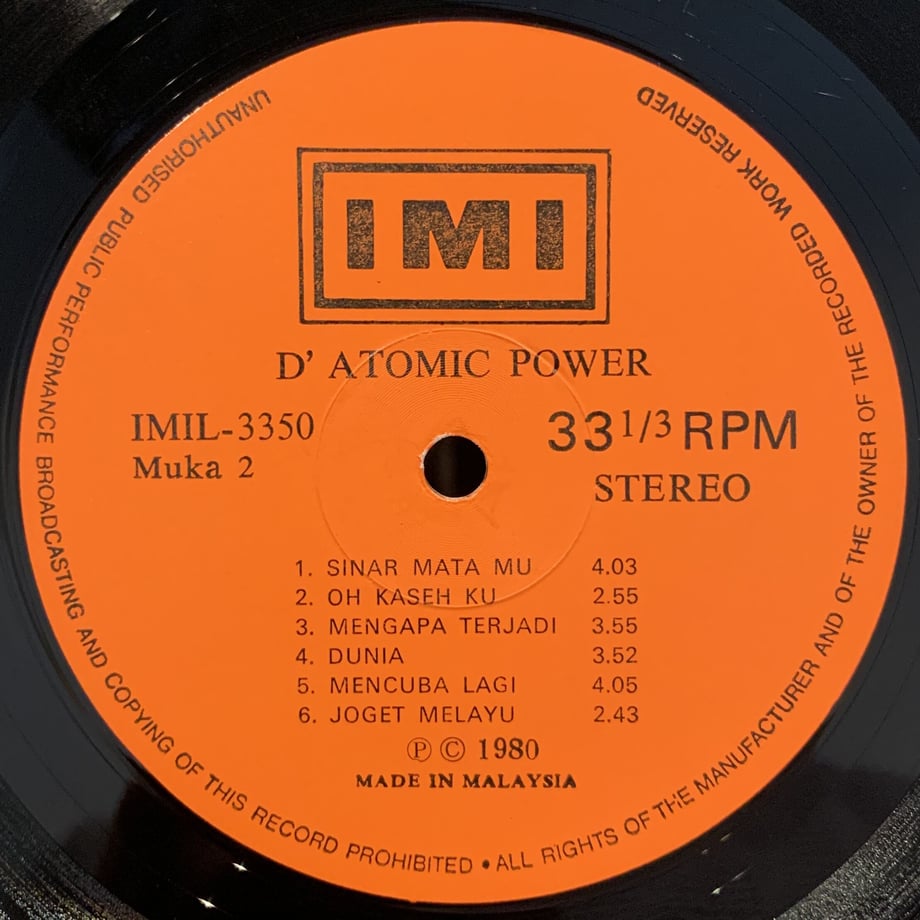 IMI
D' ATOMIC POWER
IMIL-3350
Muka 2
33 1/3 RPM
STEREO
1. SINAR MATA MU 4.03
2. OH KASEH KU 2.55
3. MENGAPA TERJADI 3.55
4. DUNIA 3.52
5. MENCUBA LAGI 4.05
6. JOGET MELAYU 2.43
Ⓟ © 1980
MADE IN MALAYSIA
UNAUTHORISED PUBLIC PERFORMANCE BROADCASTING AND COPYING OF THIS RECORD PROHIBITED • ALL RIGHTS OF THE MANUFACTURER AND OF THE OWNER OF THE RECORDED WORK RESERVED